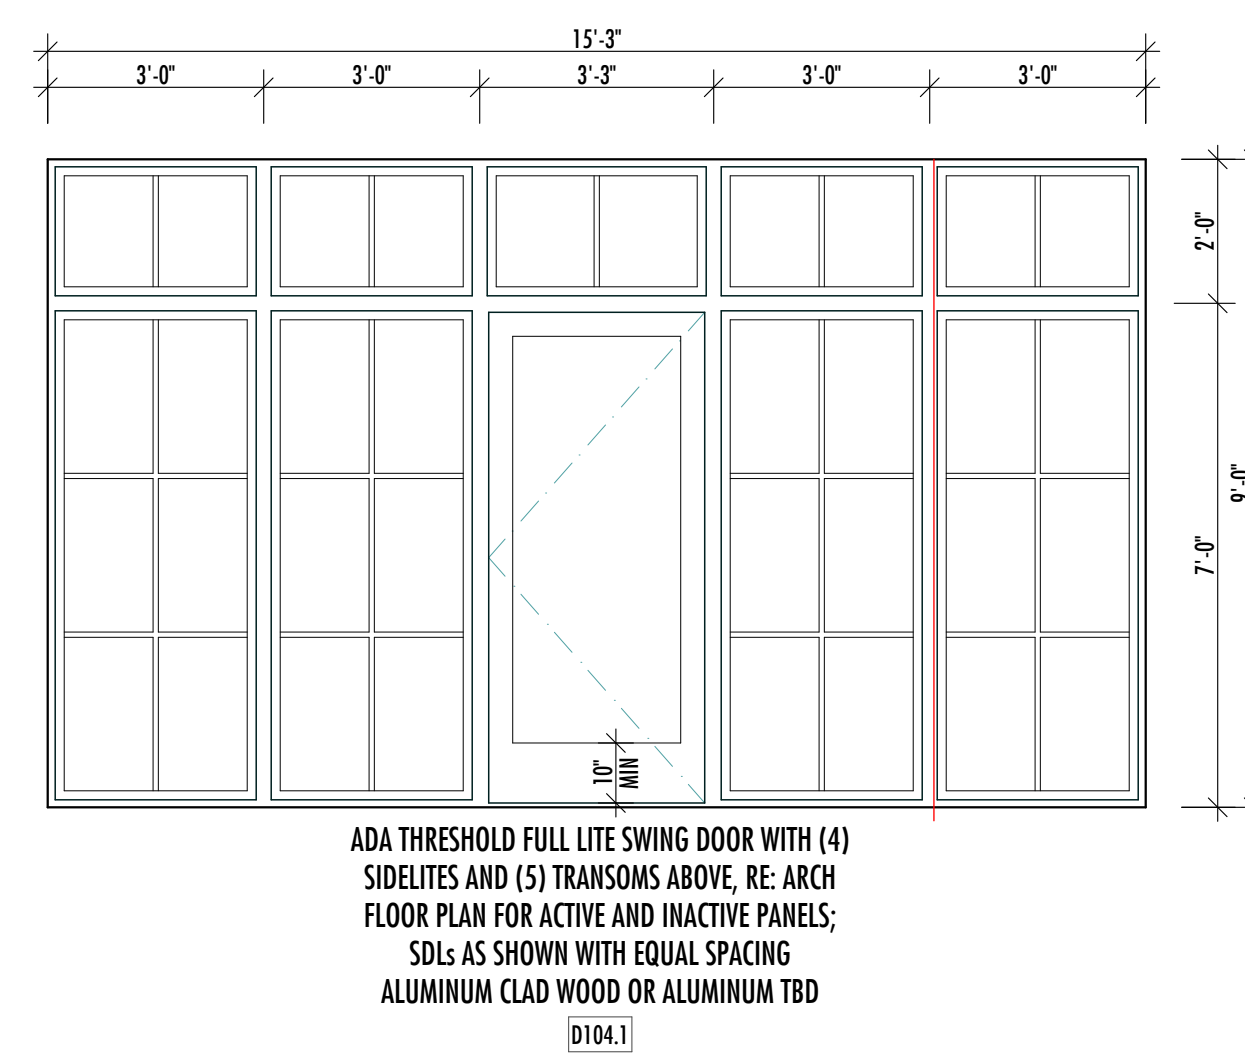 15'-3"
3'-0" 3'-0" 3'-3" 3'-0" 3'-0"
2'-0"
9'-0"
7'-0"
10"
MIN
ADA THRESHOLD FULL LITE SWING DOOR WITH (4)
SIDELITES AND (5) TRANSOMS ABOVE, RE: ARCH
FLOOR PLAN FOR ACTIVE AND INACTIVE PANELS;
SDLs AS SHOWN WITH EQUAL SPACING
ALUMINUM CLAD WOOD OR ALUMINUM TBD
D104.1